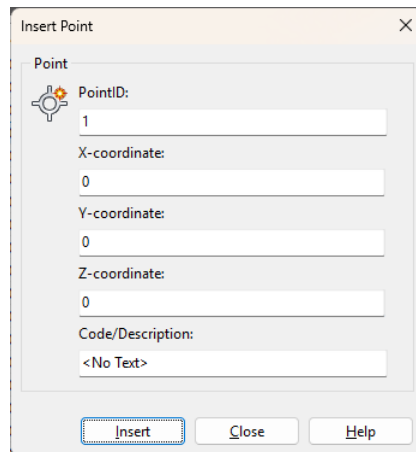 Insert Point
Point
PointID:
1
X-coordinate:
0
Y-coordinate:
0
Z-coordinate:
0
Code/Description:
<No Text>
Insert Close Help